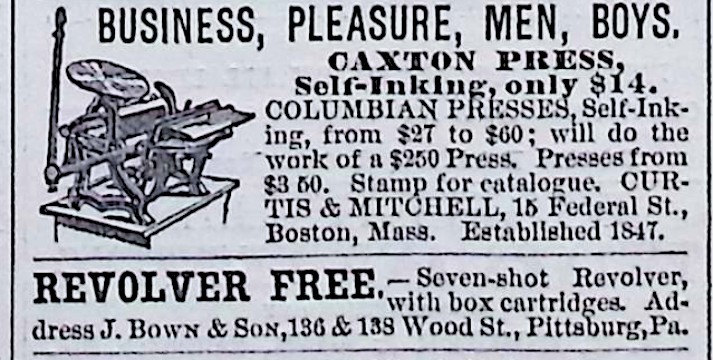 BUSINESS, PLEASURE, MEN, BOYS.
CAXTON PRESS,
Self-Inking, only $14.
COLUMBIAN PRESSES, Self-Ink-
ing, from $27 to $60; will do the
work of a $250 Press. Presses from
$3 50. Stamp for catalogue. CUR-
TIS & MITCHELL, 15 Federal St.,
Boston, Mass. Established 1847.
REVOLVER FREE.—Seven-shot Revolver,
with box cartridges. Ad-
dress J. BOWN & SON, 136 & 138 Wood St., Pittsburg, Pa.